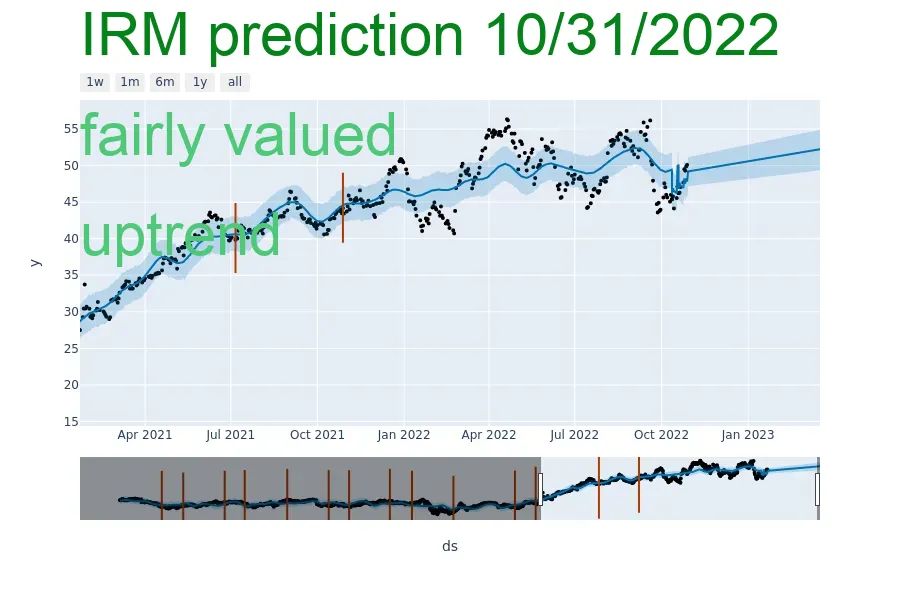 IRM prediction 10/31/2022
1w 1m 6m 1y all
fairly valued
uptrend
y
55
50
45
40
35
30
25
20
15
Apr 2021 Jul 2021 Oct 2021 Jan 2022 Apr 2022 Jul 2022 Oct 2022 Jan 2023
ds